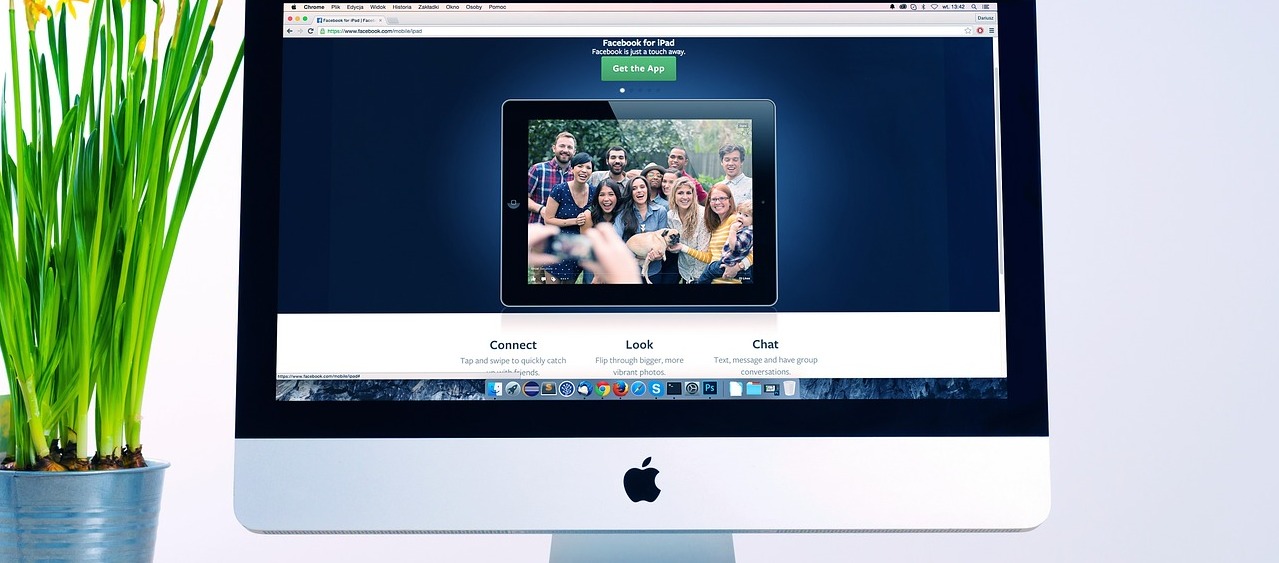 Chrome Plik Edycja Widok Historia Zakładki Okno Osoby Pomoc
wt. 13:42
Facebook for iPad | Face
Dariusz
https://www.facebook.com/mobile/ipad
Facebook for iPad
Facebook is just a touch away.
Get the App
Connect
Look
Chat
Tap and swipe to quickly catch
up with friends.
Flip through bigger, more
vibrant photos.
Text, message and have group
conversations.
https://www.facebook.com/mobile/ipad#